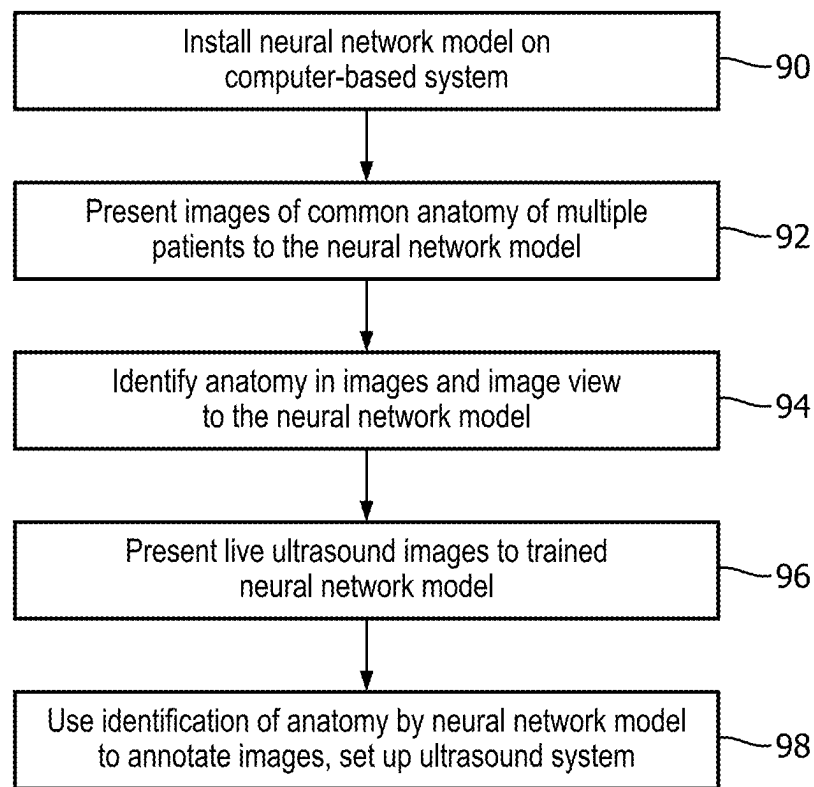 Install neural network model on
computer-based system
90
Present images of common anatomy of multiple
patients to the neural network model
92
Identify anatomy in images and image view
to the neural network model
94
Present live ultrasound images to trained
neural network model
96
Use identification of anatomy by neural network model
to annotate images, set up ultrasound system
98